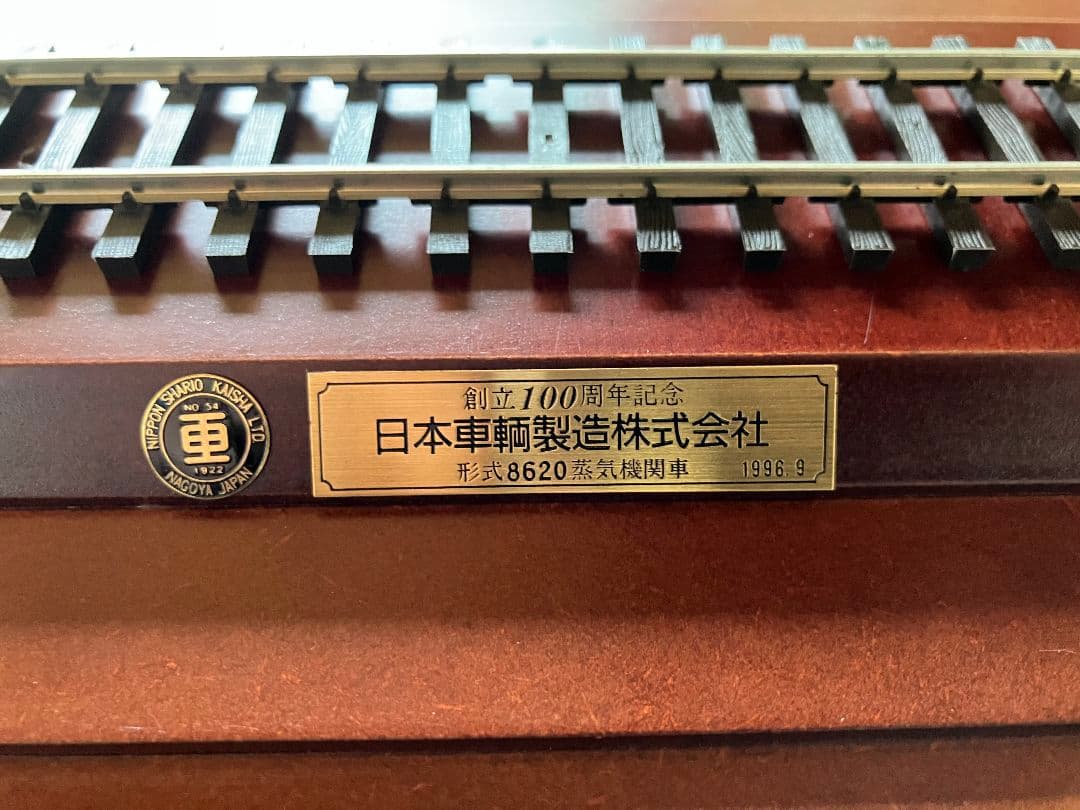 NIPPON SHARIO KAISHA LTD
NO 54
車
1922
NAGOYA JAPAN
創立100周年記念
日本車輌製造株式会社
形式8620蒸気機関車 1996.9